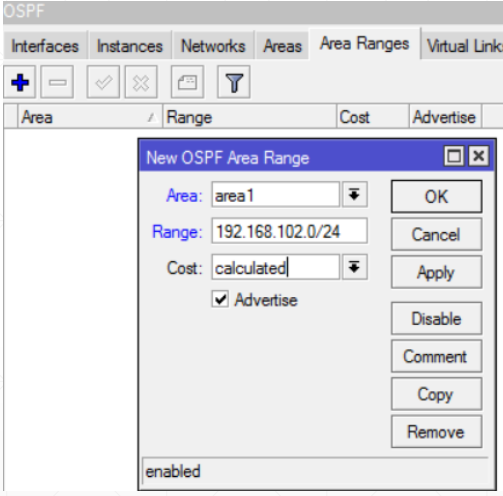 OSPF
Interfaces Instances Networks Areas Area Ranges Virtual Link
Area Range Cost Advertise
New OSPF Area Range
Area: area1 OK
Range: 192.168.102.0/24 Cancel
Cost: calculated Apply
Advertise
Disable
Comment
Copy
Remove
enabled